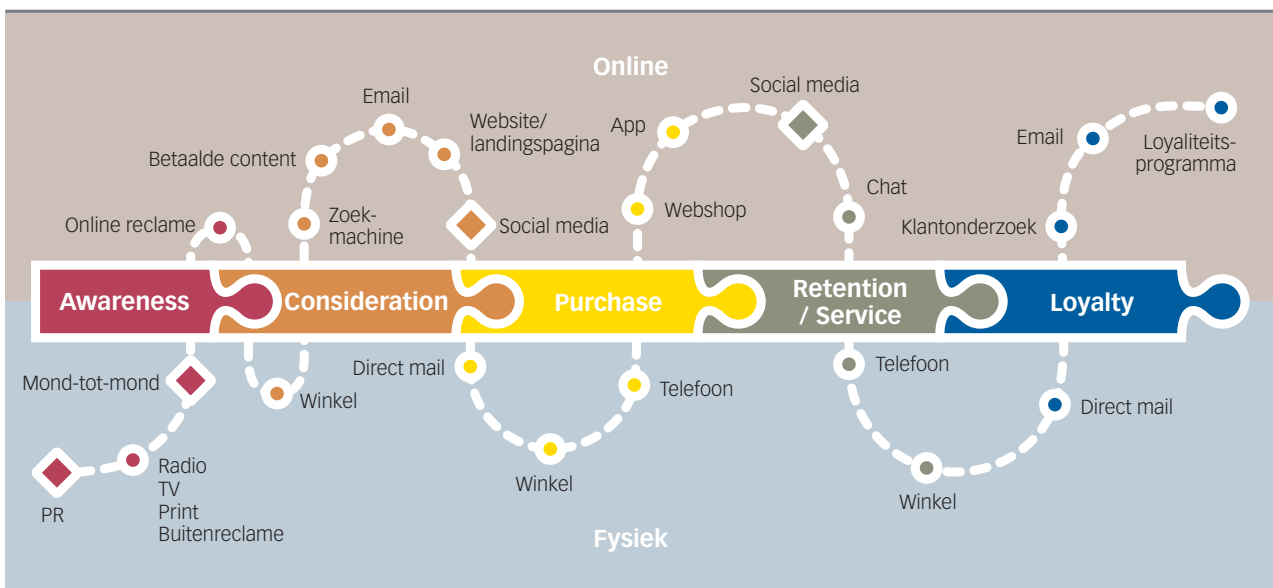 Online
Social media
Email
Website/
landingspagina
App
Email
Loyaliteits-
programma
Betaalde content
Chat
Online reclame
Zoek-
machine
Social media
Webshop
Klantonderzoek
Awareness
Consideration
Purchase
Retention
/ Service
Loyalty
Mond-tot-mond
Winkel
Direct mail
Telefoon
Telefoon
Direct mail
PR
Radio
TV
Print
Buitenreclame
Winkel
Winkel
Fysiek